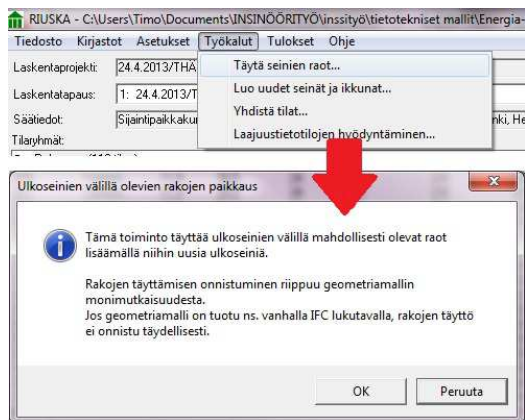 RIUSKA - C:\Users\Timo\Documents\INSINÖÖRITYÖ\inssityö\tietotekniset mallit\Energia-
Tiedosto Kirjastot Asetukset Työkalut Tulokset Ohje
Laskentaprojekti: 24.4.2013/THÄ
Täytä seinien raot...
Luo uudet seinät ja ikkunat...
Laskentatapaus: 1: 24.4.2013/T
Yhdistä tilat...
Säätiedot: Sijaintipaikkakun nki, He
Laajuustietotilojen hyödyntäminen...
Tilaryhmät:
Ulkoseinien välillä olevien rakojen paikkaus
Tämä toiminto täyttää ulkoseinien välillä mahdollisesti olevat raot
lisäämällä niihin uusia ulkoseiniä.
Rakojen täyttämisen onnistuminen riippuu geometriamallin
monimutkaisuudesta.
Jos geometriamalli on tuotu ns. vanhalla IFC lukutavalla, rakojen täyttö
ei onnistu täydellisesti.
OK Peruuta